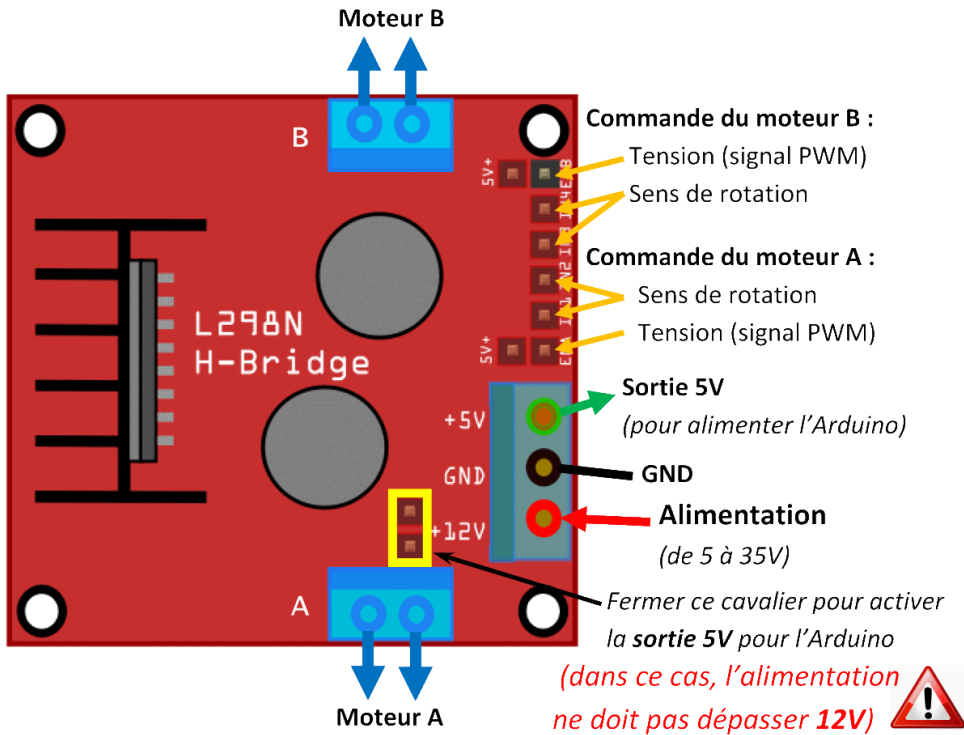 Moteur B
B
Commande du moteur B :
Tension (signal PWM)
Sens de rotation
5V+
Commande du moteur A :
Sens de rotation
Tension (signal PWM)
5V+
L298N
H-Bridge
Sortie 5V
(pour alimenter l’Arduino)
+5V
GND
GND
Alimentation
(de 5 à 35V)
+12V
A
Fermer ce cavalier pour activer
la sortie 5V pour l’Arduino
(dans ce cas, l’alimentation
ne doit pas dépasser 12V)
!
Moteur A